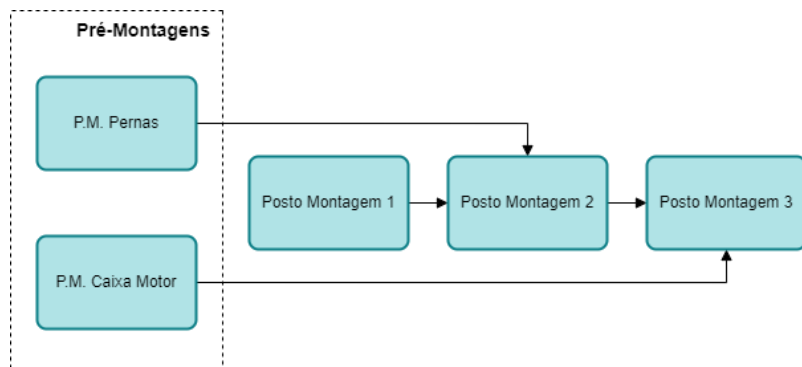 Pré-Montagens
P.M. Pernas
Posto Montagem 1
Posto Montagem 2
Posto Montagem 3
P.M. Caixa Motor